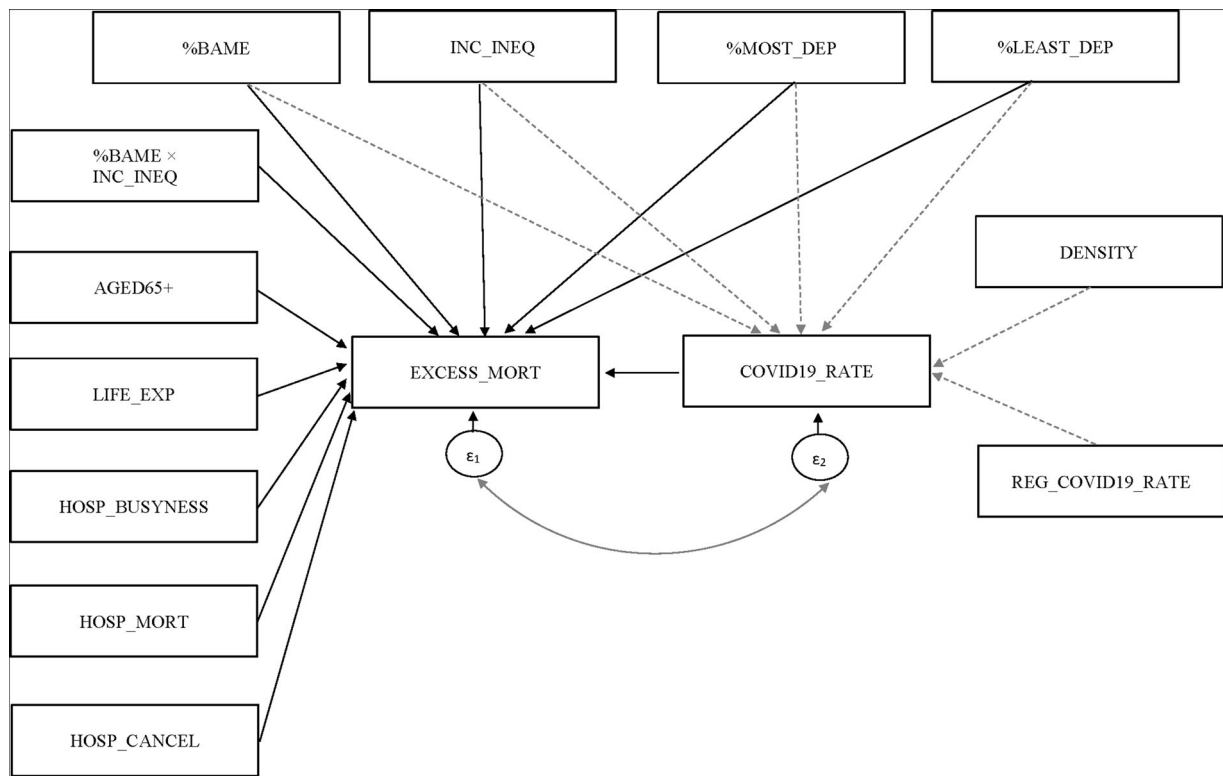 %BAME
INC_INEQ
%MOST_DEP
%LEAST_DEP
%BAME ×
INC_INEQ
DENSITY
AGED65+
EXCESS_MORT
COVID19_RATE
LIFE_EXP
ε1
ε2
HOSP_BUSYNESS
REG_COVID19_RATE
HOSP_MORT
HOSP_CANCEL